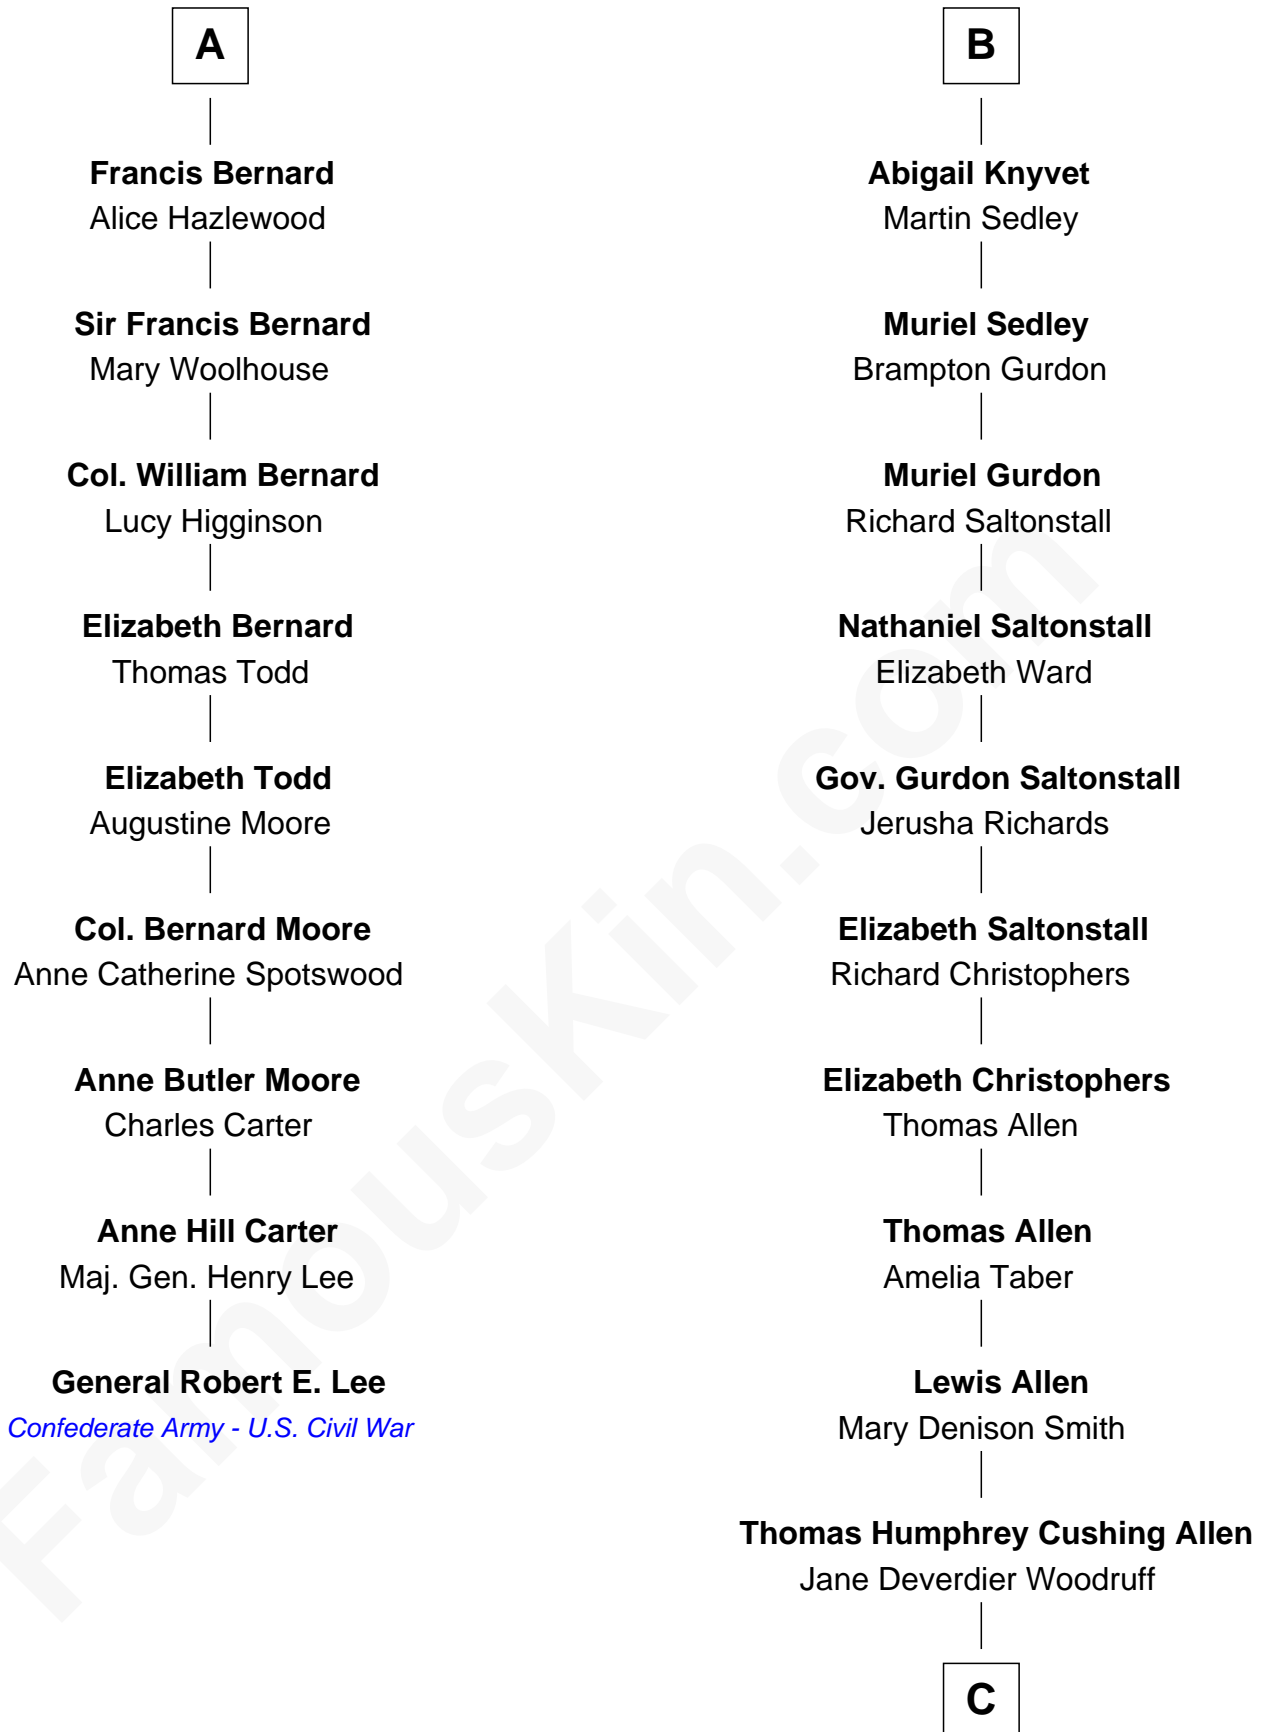 A
Francis Bernard
Alice Hazlewood
Sir Francis Bernard
Mary Woolhouse
Col. William Bernard
Lucy Higginson
Elizabeth Bernard
Thomas Todd
Elizabeth Todd
Augustine Moore
Col. Bernard Moore
Anne Catherine Spotswood
Anne Butler Moore
Charles Carter
Anne Hill Carter
Maj. Gen. Henry Lee
General Robert E. Lee
Confederate Army - U.S. Civil War
B
Abigail Knyvet
Martin Sedley
Muriel Sedley
Brampton Gurdon
Muriel Gurdon
Richard Saltonstall
Nathaniel Saltonstall
Elizabeth Ward
Gov. Gurdon Saltonstall
Jerusha Richards
Elizabeth Saltonstall
Richard Christophers
Elizabeth Christophers
Thomas Allen
Thomas Allen
Amelia Taber
Lewis Allen
Mary Denison Smith
Thomas Humphrey Cushing Allen
Jane Deverdier Woodruff
C
FamousKin.com